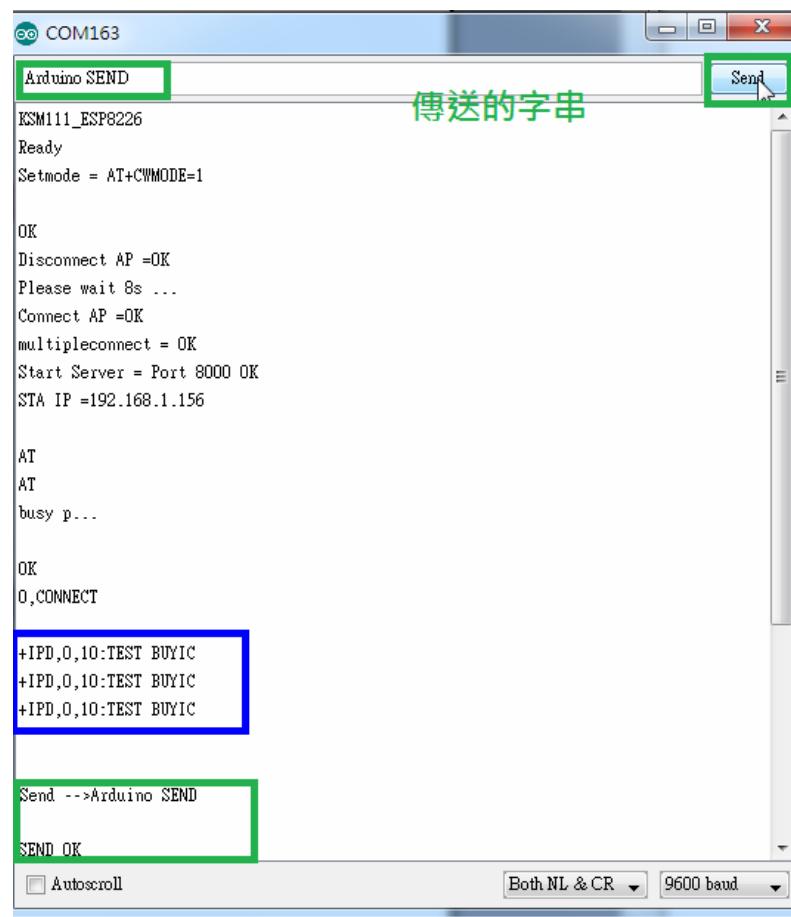 COM163
Arduino SEND
Send
傳送的字串
KSM111_ESP8226
Ready
Setmode = AT+CWMODE=1
OK
Disconnect AP =OK
Please wait 8s ...
Connect AP =OK
multipleconnect = OK
Start Server = Port 8000 OK
STA IP =192.168.1.156
AT
AT
busy p...
OK
0,CONNECT
+IPD,0,10:TEST BUYIC
+IPD,0,10:TEST BUYIC
+IPD,0,10:TEST BUYIC
Send -->Arduino SEND
SEND OK
Autoscroll
Both NL & CR
9600 baud